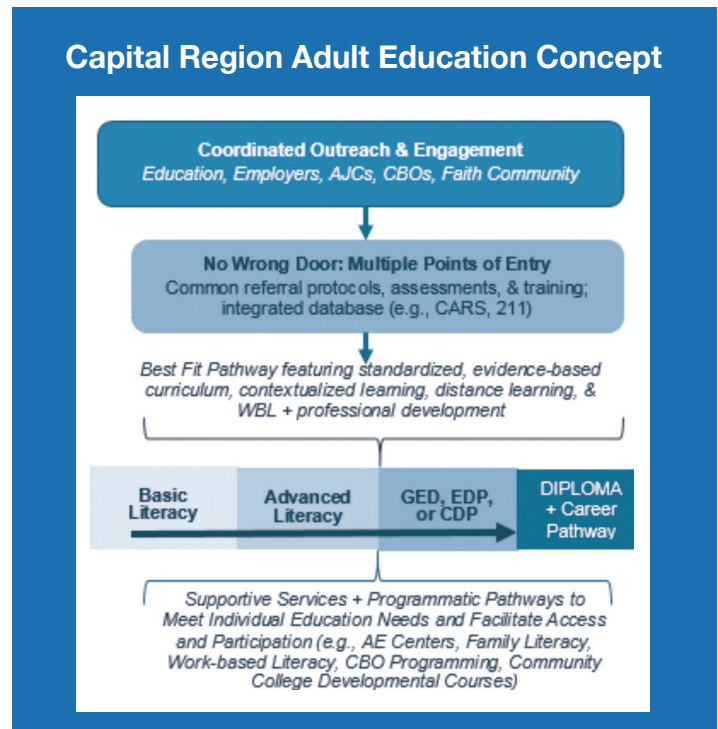 Capital Region Adult Education Concept
Coordinated Outreach & Engagement
Education, Employers, AJCs, CBOs, Faith Community
No Wrong Door: Multiple Points of Entry
Common referral protocols, assessments, & training;
integrated database (e.g., CARS, 211)
Best Fit Pathway featuring standardized, evidence-based
curriculum, contextualized learning, distance learning, &
WBL + professional development
Basic
Literacy
Advanced
Literacy
GED, EDP,
or CDP
DIPLOMA
+ Career
Pathway
Supportive Services + Programmatic Pathways to
Meet Individual Education Needs and Facilitate Access
and Participation (e.g., AE Centers, Family Literacy,
Work-based Literacy, CBO Programming, Community
College Developmental Courses)